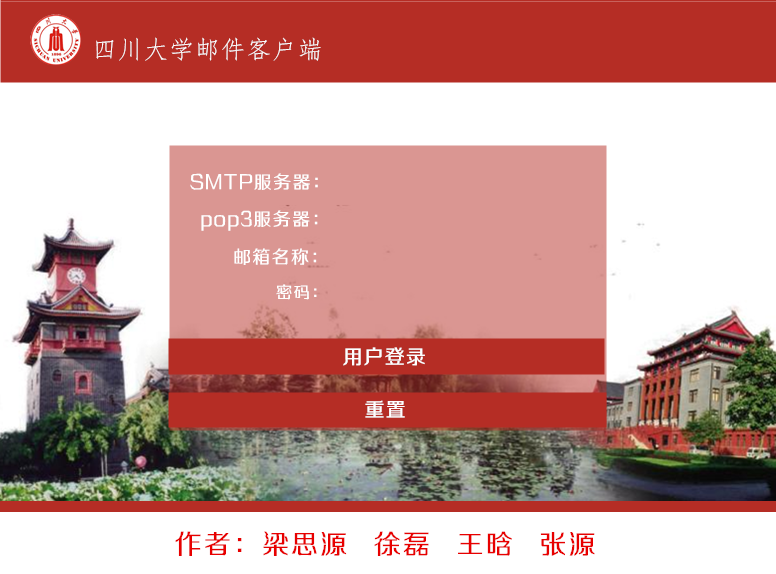 四川大学邮件客户端
SMTP服务器：
pop3服务器：
邮箱名称：
密码：
用户登录
重置
作者：梁思源 徐磊 王晗 张源